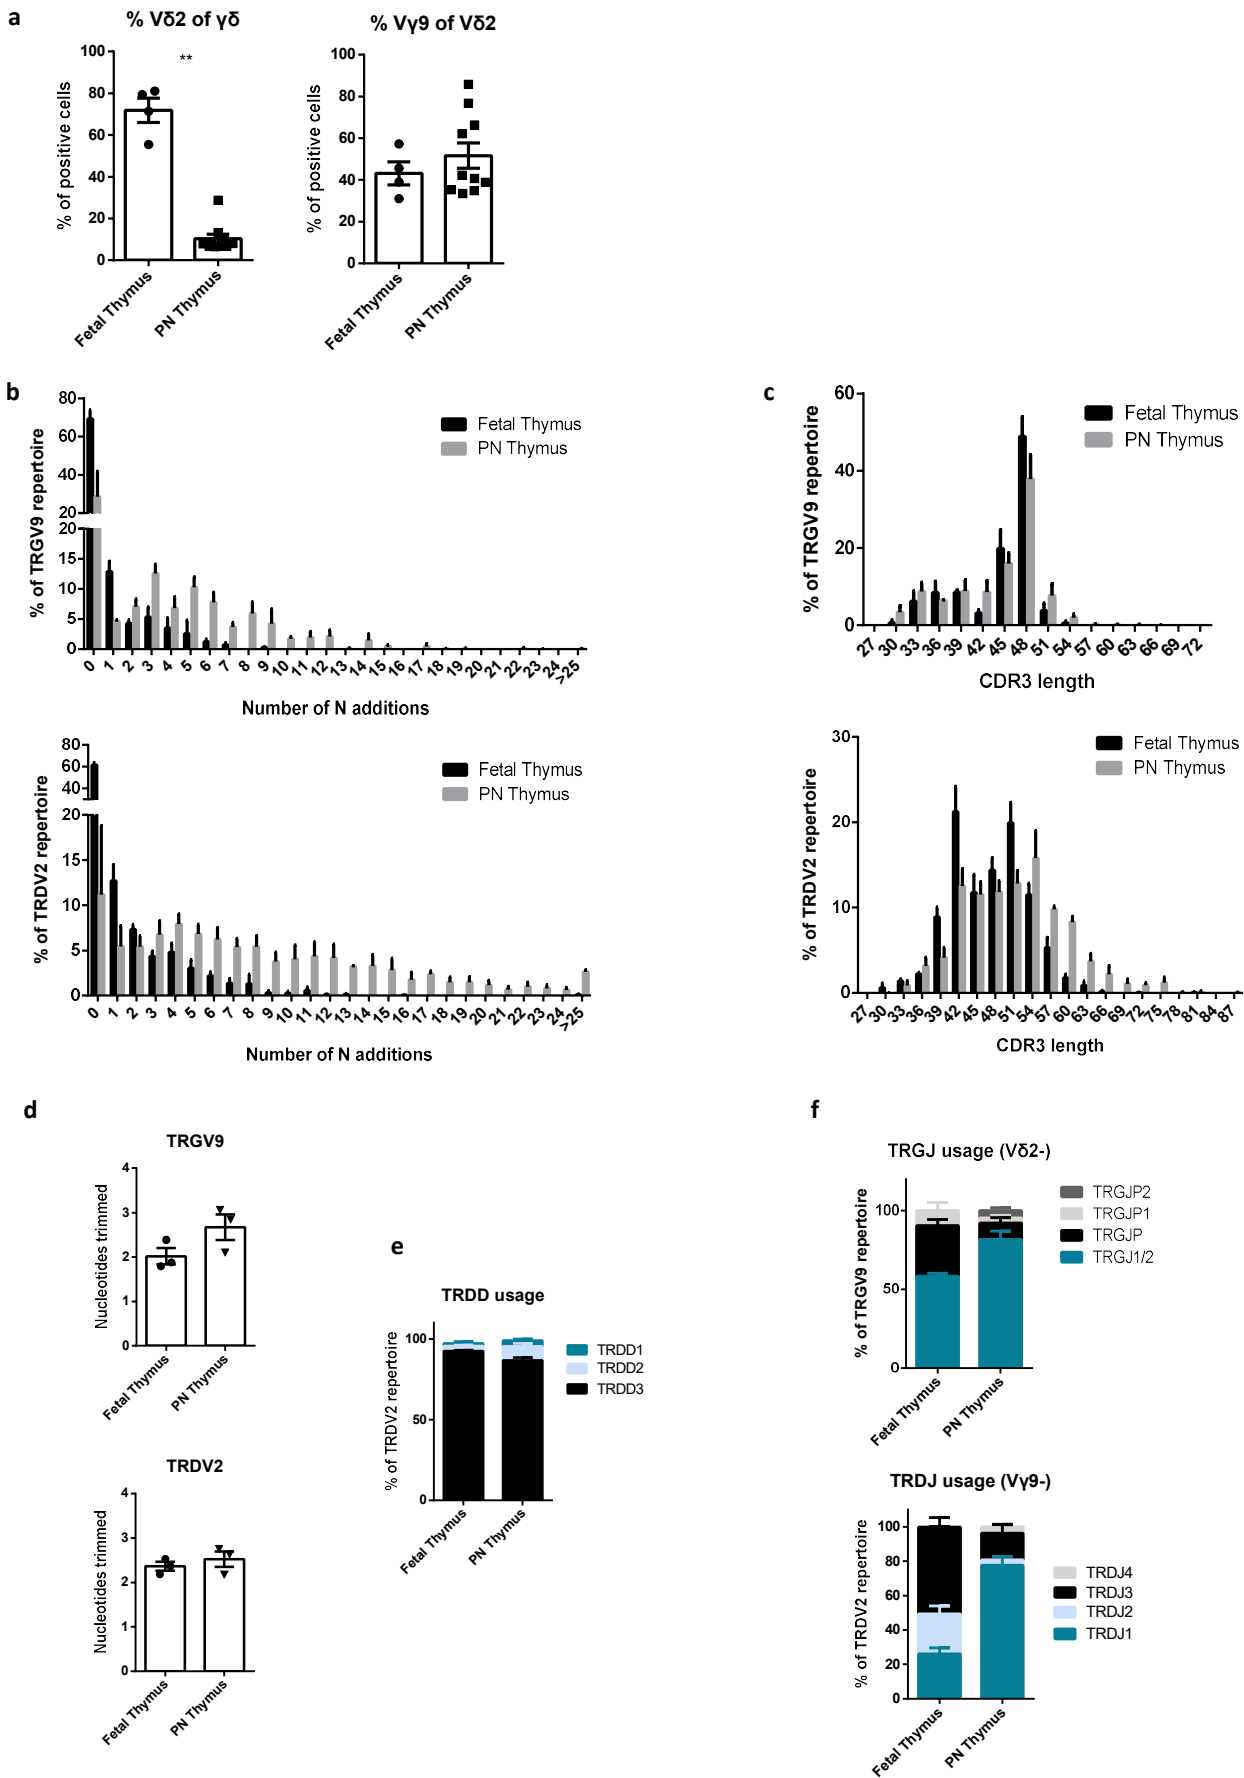 a
% Vδ2 of γδ
% of positive cells
100
80
60
40
20
0
**
Fetal Thymus
PN Thymus
% Vγ9 of Vδ2
% of positive cells
100
80
60
40
20
0
Fetal Thymus
PN Thymus
b
% of TRGV9 repertoire
80
60
40
20
20
15
10
5
0
Fetal Thymus
PN Thymus
0 1 2 3 4 5 6 7 8 9 10 11 12 13 14 15 16 17 18 19 20 21 22 23 24 >25
Number of N additions
% of TRDV2 repertoire
80
60
40
20
15
10
5
0
Fetal Thymus
PN Thymus
0 1 2 3 4 5 6 7 8 9 10 11 12 13 14 15 16 17 18 19 20 21 22 23 24 >25
Number of N additions
c
% of TRGV9 repertoire
60
40
20
0
Fetal Thymus
PN Thymus
27 30 33 36 39 42 45 48 51 54 57 60 63 66 69 72
CDR3 length
% of TRDV2 repertoire
30
20
10
0
Fetal Thymus
PN Thymus
27 30 33 36 39 42 45 48 51 54 57 60 63 66 69 72 75 78 81 84 87
CDR3 length
d
TRGV9
Nucleotides trimmed
4
3
2
1
0
Fetal Thymus
PN Thymus
TRDV2
Nucleotides trimmed
4
3
2
1
0
Fetal Thymus
PN Thymus
e
TRDD usage
% of TRDV2 repertoire
100
50
0
TRDD1
TRDD2
TRDD3
Fetal Thymus
PN Thymus
f
TRGJ usage (Vδ2-)
% of TRGV9 repertoire
100
50
0
TRGJP2
TRGJP1
TRGJP
TRGJ1/2
Fetal Thymus
PN Thymus
TRDJ usage (Vγ9-)
% of TRDV2 repertoire
100
80
60
40
20
0
TRDJ4
TRDJ3
TRDJ2
TRDJ1
Fetal Thymus
PN Thymus